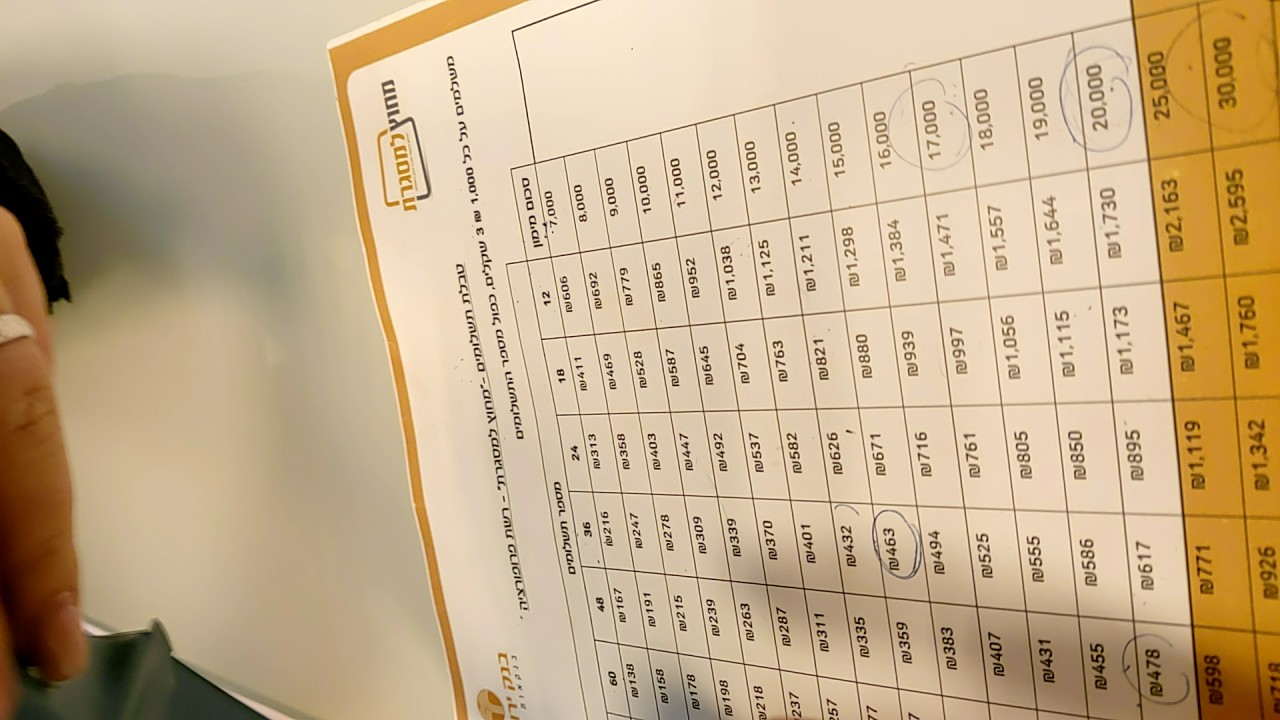 מחוץ
למסגרת
טבלת תשלומים - "מחוץ למסגרת" - רשת פרופורציה
משלמים על כל 1,000 ₪ 3 שקלים, כפול מספר התשלומים
מספר תשלומים
סכום מימון 12 18 24 36 48 60
7,000 ₪606 ₪411 ₪313 ₪216 ₪167 ₪138
8,000 ₪692 ₪469 ₪358 ₪247 ₪191 ₪158
9,000 ₪779 ₪528 ₪403 ₪278 ₪215 ₪178
10,000 ₪865 ₪587 ₪447 ₪309 ₪239 ₪198
11,000 ₪952 ₪645 ₪492 ₪339 ₪263 ₪218
12,000 ₪1,038 ₪704 ₪537 ₪370 ₪287 237
13,000 ₪1,125 ₪763 ₪582 ₪401 ₪311 257
14,000 ₪1,211 ₪821 ₪626 ₪432 ₪335
15,000 ₪1,298 ₪880 ₪671 ₪463 ₪359
16,000 ₪1,384 ₪939 ₪716 ₪494 ₪383
17,000 ₪1,471 ₪997 ₪761 ₪525 ₪407
18,000 ₪1,557 ₪1,056 ₪805 ₪555 ₪431
19,000 ₪1,644 ₪1,115 ₪850 ₪586 ₪455
20,000 ₪1,730 ₪1,173 ₪895 ₪617 ₪478
25,000 ₪2,163 ₪1,467 ₪1,119 ₪771 ₪598
30,000 ₪2,595 ₪1,760 ₪1,342 ₪926